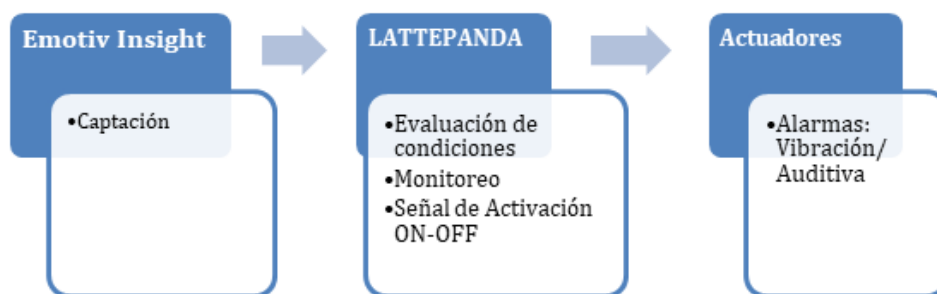 Emotiv Insight
•Captación
LATTEPANDA
•Evaluación de
condiciones
•Monitoreo
•Señal de Activación
ON-OFF
Actuadores
•Alarmas:
Vibración/
Auditiva